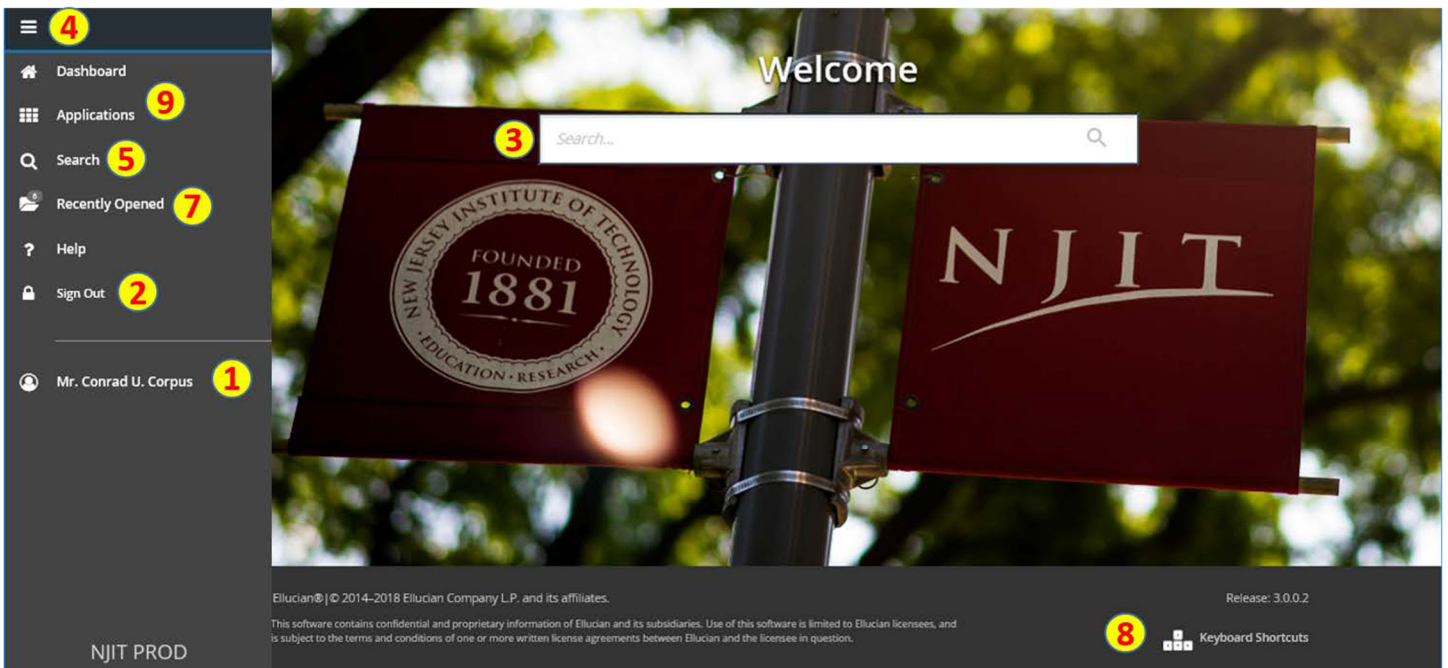 4
Dashboard
Applications
9
Search
5
6
Recently Opened
7
? Help
Sign Out
2
Mr. Conrad U. Corpus
1
NJIT PROD
Welcome
3
Search...
NEW JERSEY INSTITUTE OF TECHNOLOGY
FOUNDED
1881
· EDUCATION · RESEARCH ·
NJIT
Ellucian®|© 2014–2018 Ellucian Company L.P. and its affiliates.
This software contains confidential and proprietary information of Ellucian and its subsidiaries. Use of this software is limited to Ellucian licensees, and
is subject to the terms and conditions of one or more written license agreements between Ellucian and the licensee in question.
Release: 3.0.0.2
8
Keyboard Shortcuts